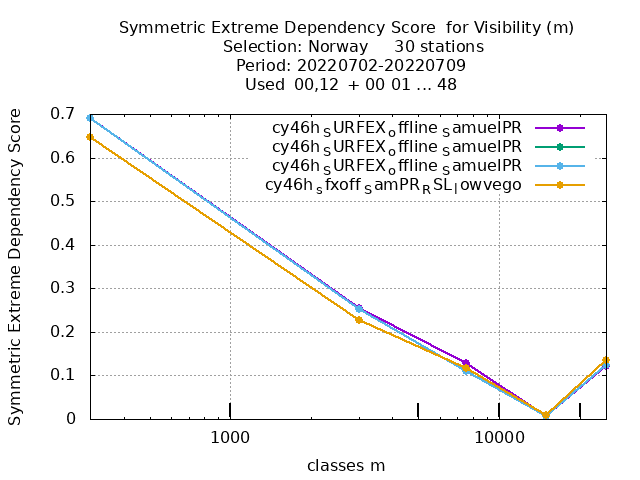 Symmetric Extreme Dependency Score for Visibility (m)
Selection: Norway 30 stations
Period: 20220702-20220709
Used 00,12 + 00 01 ... 48
Symmetric Extreme Dependency Score
0.7
0.6
0.5
0.4
0.3
0.2
0.1
0
cy46h_SURFEX_offline_SamuelPR
cy46h_SURFEX_offline_SamuelPR
cy46h_SURFEX_offline_SamuelPR
cy46h_sfxoff_SamPR_RSL_lowvego
1000
10000
classes m